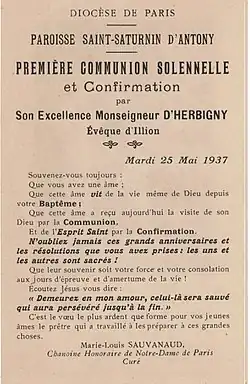 DIOCÈSE DE PARIS
PAROISSE SAINT-SATURNIN D'ANTONY
PREMIÈRE COMMUNION SOLENNELLE
et Confirmation
par
Son Excellence Monseigneur D'HERBIGNY
Évêque d'Illion
Mardi 25 Mai 1937
Souvenez-vous toujours :
Que vous avez une âme ;
Que cette âme vit de la vie même de Dieu depuis
votre Baptême ;
Que cette âme a reçu aujourd'hui la visite de son
Dieu par la Communion,
Et de l'Esprit Saint par la Confirmation.
N'oubliez jamais ces grands anniversaires et
les résolutions que vous avez prises : les uns et
les autres sont sacrés !
Que leur souvenir soit votre force et votre consolation
aux jours d'épreuve et d'amertume de la vie !
Écoutez Jésus vous dire :
« Demeurez en mon amour, celui-là sera sauvé
qui aura persévéré jusqu'à la fin. »
C'est le vœu le plus ardent que forme pour vos jeunes
âmes le prêtre qui a travaillé à les préparer à ces grandes
choses.
Marie-Louis SAUVANAUD,
Chanoine Honoraire de Notre-Dame de Paris
Curé